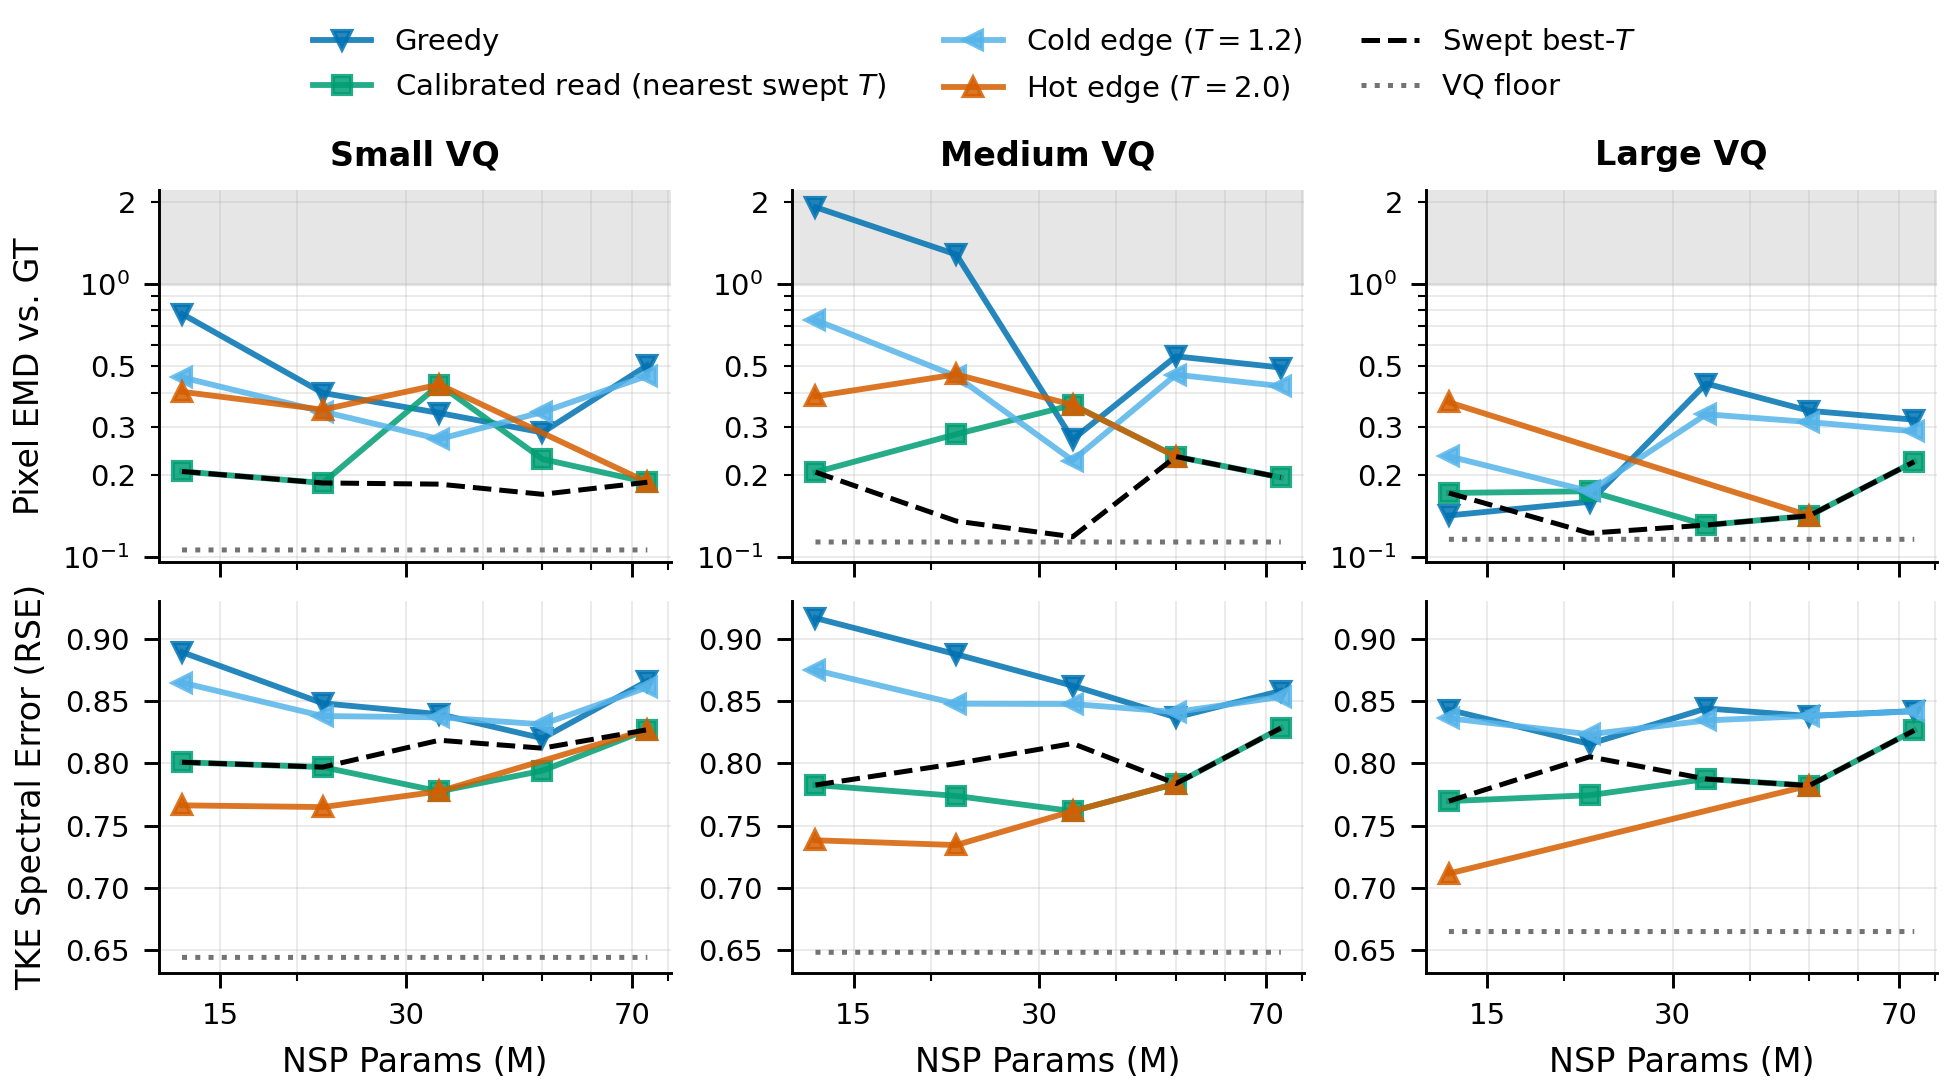 Greedy
Calibrated read (nearest swept T)
Cold edge (T = 1.2)
Hot edge (T = 2.0)
Swept best-T
VQ floor
Small VQ
Medium VQ
Large VQ
Pixel EMD vs. GT
2
10⁰
0.5
0.3
0.2
10⁻¹
2
10⁰
0.5
0.3
0.2
10⁻¹
2
10⁰
0.5
0.3
0.2
10⁻¹
TKE Spectral Error (RSE)
0.90
0.85
0.80
0.75
0.70
0.65
0.90
0.85
0.80
0.75
0.70
0.65
0.90
0.85
0.80
0.75
0.70
0.65
15 30 70
15 30 70
15 30 70
NSP Params (M)
NSP Params (M)
NSP Params (M)